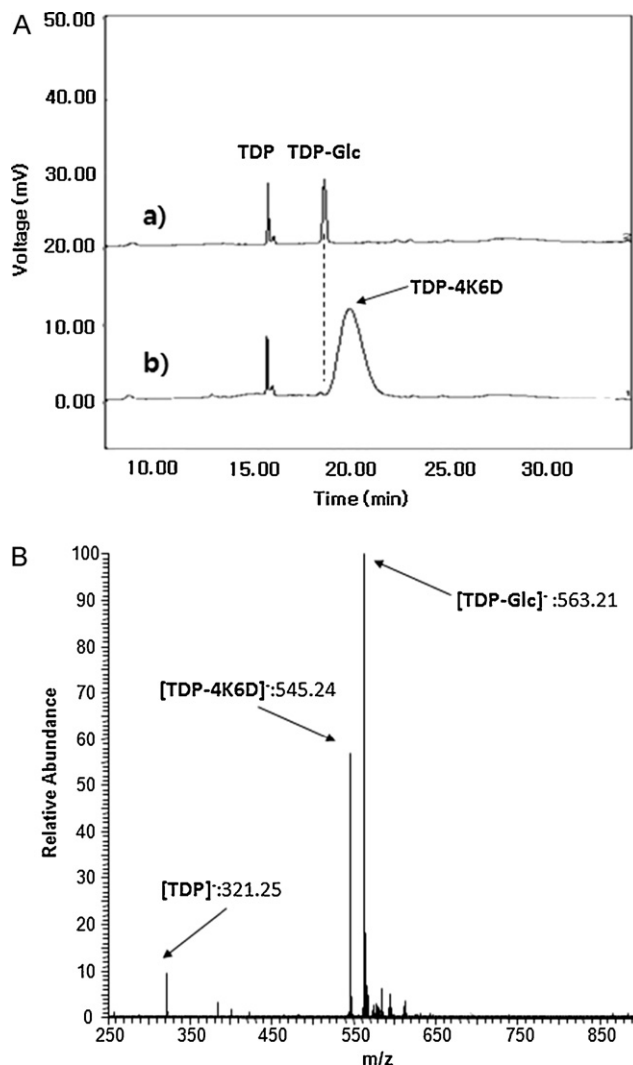 A
50.00
40.00
30.00
20.00
10.00
0.00
Voltage (mV)
TDP TDP-Glc
a)
TDP-4K6D
b)
10.00 15.00 20.00 25.00 30.00
Time (min)
B
100
90
80
70
60
50
40
30
20
10
0
Relative Abundance
[TDP-Glc]-:563.21
[TDP-4K6D]-:545.24
[TDP]-:321.25
250 350 450 550 650 750 850
m/z